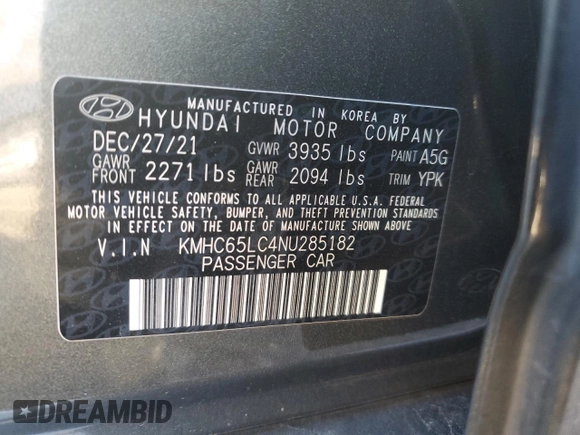 MANUFACTURED IN KOREA BY
HYUNDAI MOTOR COMPANY
DEC/27/21 GVWR 3935 lbs PAINT A5G
GAWR FRONT 2271 lbs GAWR REAR 2094 lbs TRIM YPK
THIS VEHICLE CONFORMS TO ALL APPLICABLE U.S.A. FEDERAL
MOTOR VEHICLE SAFETY, BUMPER, AND THEFT PREVENTION
STANDARDS IN EFFECT ON THE DATE OF MANUFACTURE SHOWN ABOVE.
V.I.N KMHC65LC4NU285182
PASSENGER CAR
DREAMBID